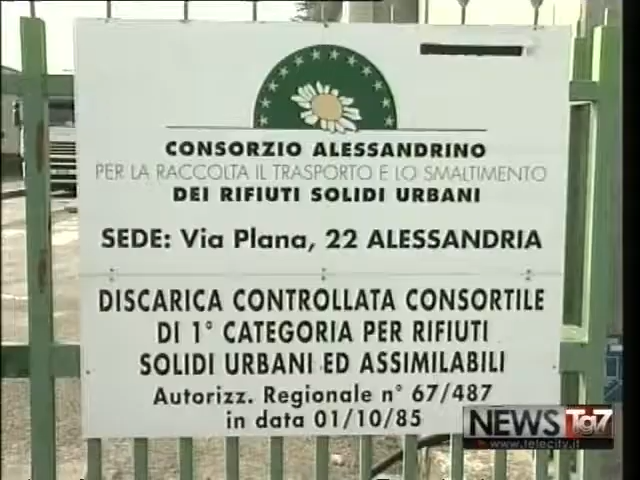 CONSORZIO ALESSANDRINO
PER LA RACCOLTA IL TRASPORTO E LO SMALTIMENTO
DEI RIFIUTI SOLIDI URBANI
SEDE: Via Plana, 22 ALESSANDRIA
DISCARICA CONTROLLATA CONSORTILE
DI 1° CATEGORIA PER RIFIUTI
SOLIDI URBANI ED ASSIMILABILI
Autorizz. Regionale n° 67/487
in data 01/10/85
NEWS Tg7
www.telecity.it